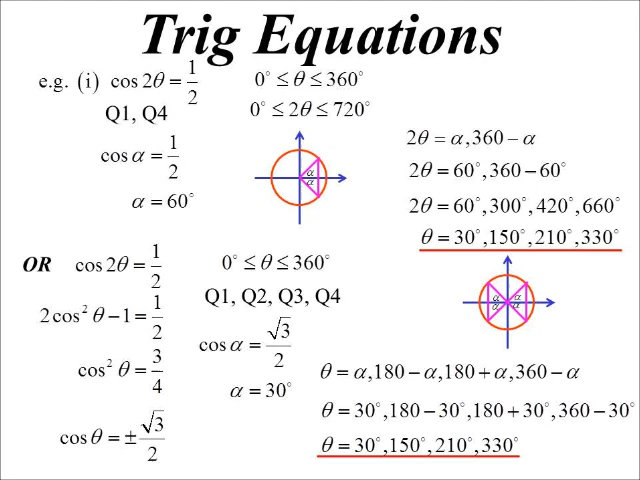 Trig Equations
e.g. (i) cos 2θ = 1/2
0° ≤ θ ≤ 360°
0° ≤ 2θ ≤ 720°
Q1, Q4
cos α = 1/2
α = 60°
α
α
2θ = α, 360 − α
2θ = 60°, 360 − 60°
2θ = 60°, 300°, 420°, 660°
θ = 30°, 150°, 210°, 330°
OR cos 2θ = 1/2
0° ≤ θ ≤ 360°
2cos² θ − 1 = 1/2
cos² θ = 3/4
cos θ = ± √3/2
Q1, Q2, Q3, Q4
cos α = √3/2
α = 30°
α α
α α
θ = α, 180 − α, 180 + α, 360 − α
θ = 30°, 180 − 30°, 180 + 30°, 360 − 30°
θ = 30°, 150°, 210°, 330°